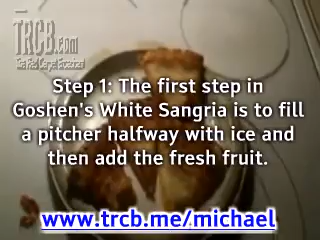 TRCB.com
Step 1: The first step in
Goshen's White Sangria is to fill
a pitcher halfway with ice and
then add the fresh fruit.
www.trcb.me/michael